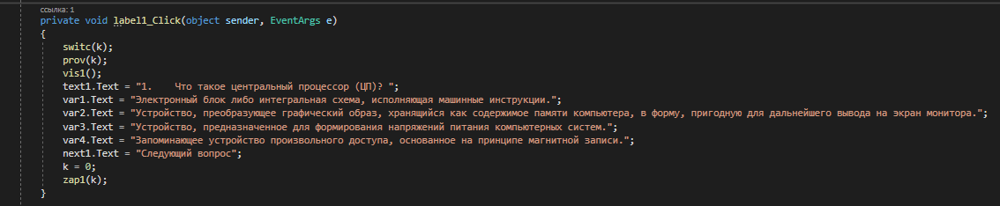 ссылка: 1
private void label1_Click(object sender, EventArgs e)
{
switc(k);
prov(k);
vis1();
text1.Text = "1.    Что такое центральный процессор (ЦП)? ";
var1.Text = "Электронный блок либо интегральная схема, исполняющая машинные инструкции.";
var2.Text = "Устройство, преобразующее графический образ, хранящийся как содержимое памяти компьютера, в форму, пригодную для дальнейшего вывода на экран монитора.";
var3.Text = "Устройство, предназначенное для формирования напряжений питания компьютерных систем.";
var4.Text = "Запоминающее устройство произвольного доступа, основанное на принципе магнитной записи.";
next1.Text = "Следующий вопрос";
k = 0;
zap1(k);
}